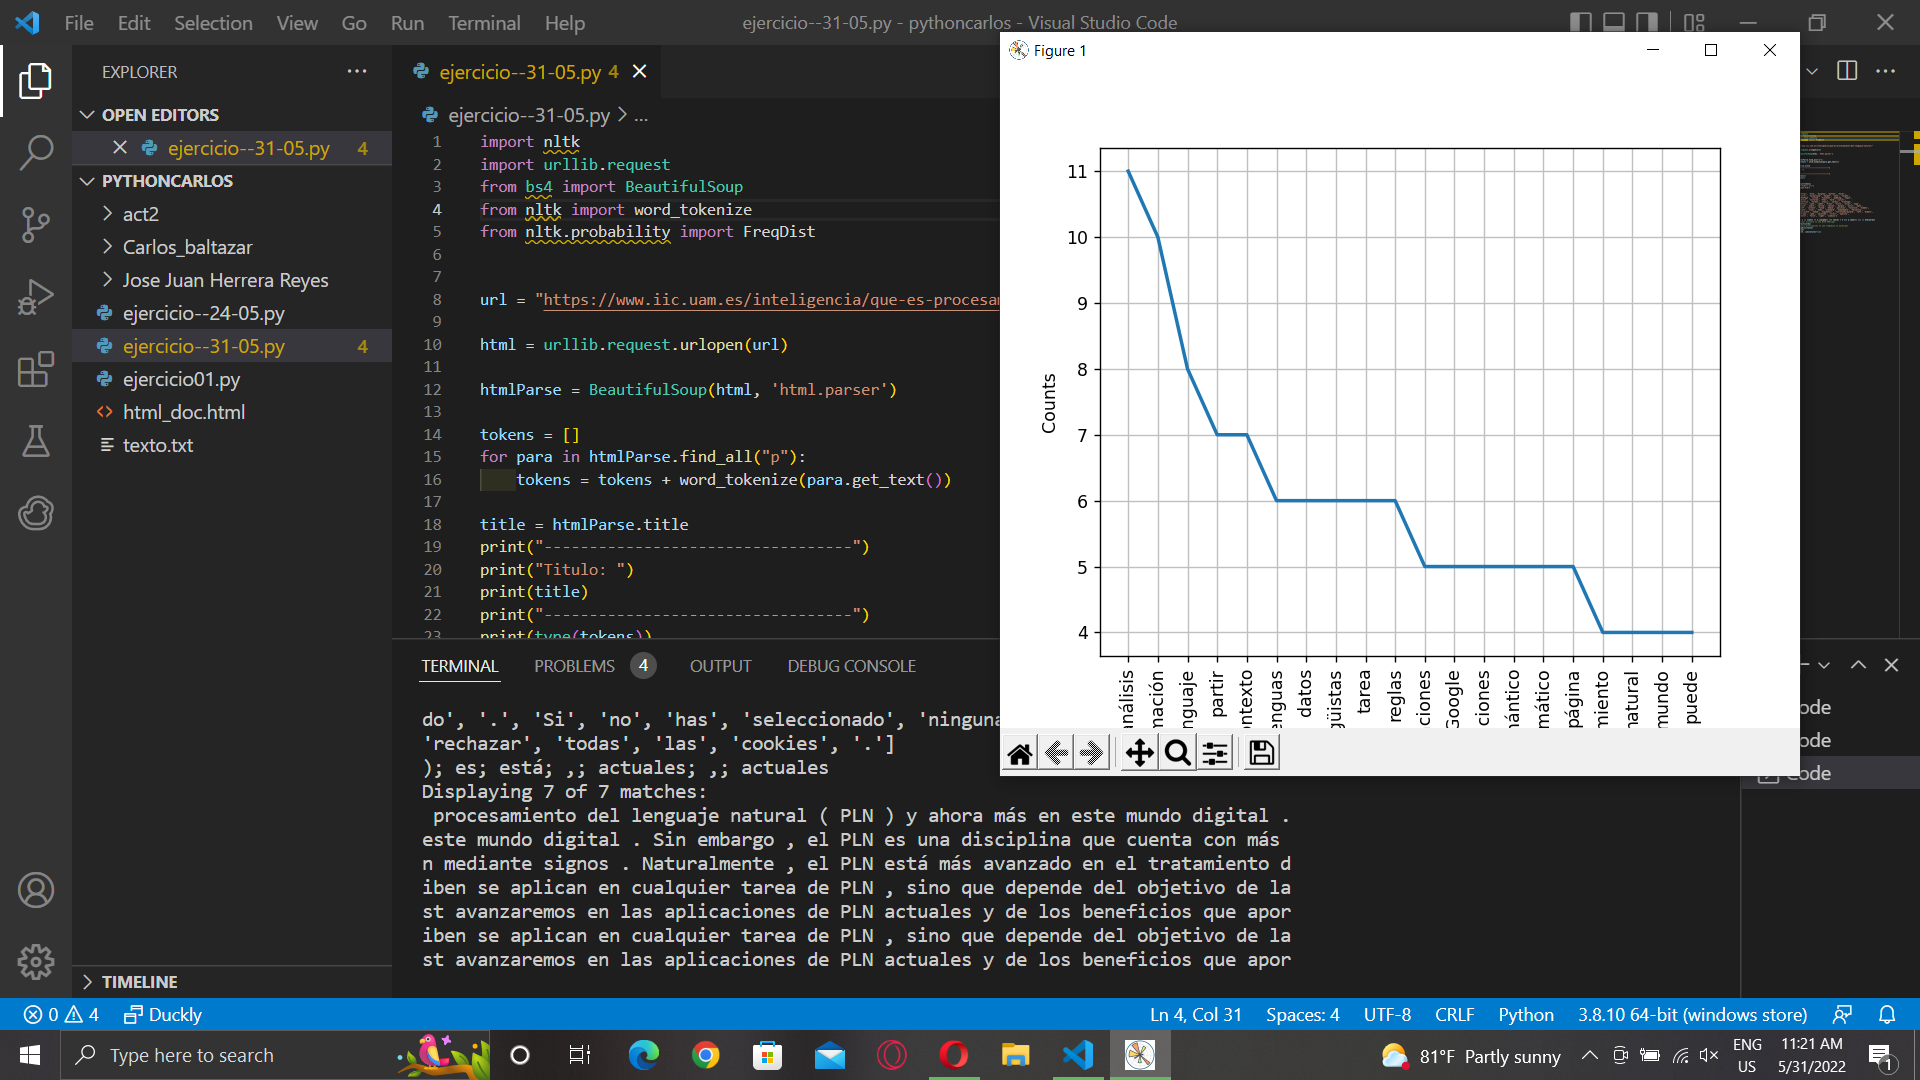 File Edit Selection View Go Run Terminal Help
ejercicio--31-05.py - pythoncarlos - Visual Studio Code
EXPLORER
OPEN EDITORS
ejercicio--31-05.py 4
PYTHONCARLOS
act2
Carlos_baltazar
Jose Juan Herrera Reyes
ejercicio--24-05.py
ejercicio--31-05.py 4
ejercicio01.py
html_doc.html
texto.txt
TIMELINE
ejercicio--31-05.py 4
ejercicio--31-05.py > ...
1 import nltk
2 import urllib.request
3 from bs4 import BeautifulSoup
4 from nltk import word_tokenize
5 from nltk.probability import FreqDist
6
7
8 url = "https://www.iic.uam.es/inteligencia/que-es-procesa
9
10 html = urllib.request.urlopen(url)
11
12 htmlParse = BeautifulSoup(html, 'html.parser')
13
14 tokens = []
15 for para in htmlParse.find_all("p"):
16 tokens = tokens + word_tokenize(para.get_text())
17
18 title = htmlParse.title
19 print("----------------------------------")
20 print("Titulo: ")
21 print(title)
22 print("----------------------------------")
23 print(type(tokens))
Figure 1
Counts
11
10
9
8
7
6
5
4
nálisis
mación
nguaje
partir
ntexto
enguas
datos
güistas
tarea
reglas
ciones
Google
ciones
nántico
mático
página
miento
natural
mundo
puede
TERMINAL PROBLEMS 4 OUTPUT DEBUG CONSOLE
do', '.', 'Si', 'no', 'has', 'seleccionado', 'ninguna
'rechazar', 'todas', 'las', 'cookies', '.']
); es; está; ,; actuales; ,; actuales
Displaying 7 of 7 matches:
procesamiento del lenguaje natural ( PLN ) y ahora más en este mundo digital .
este mundo digital . Sin embargo , el PLN es una disciplina que cuenta con más
n mediante signos . Naturalmente , el PLN está más avanzado en el tratamiento d
iben se aplican en cualquier tarea de PLN , sino que depende del objetivo de la
st avanzaremos en las aplicaciones de PLN actuales y de los beneficios que apor
iben se aplican en cualquier tarea de PLN , sino que depende del objetivo de la
st avanzaremos en las aplicaciones de PLN actuales y de los beneficios que apor
ode
ode
Code
0 4 Duckly
Ln 4, Col 31 Spaces: 4 UTF-8 CRLF Python 3.8.10 64-bit (windows store)
Type here to search
81°F Partly sunny
ENG
US
11:21 AM
5/31/2022
1